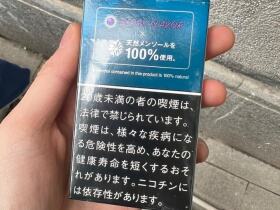 天然メンソールを
100%使用。
menthol contained in this product is 100% natural
20歳未満の者の喫煙は、
法律で禁じられています。
喫煙は、様々な疾病になる
危険性を高め、あなたの
健康寿命を短くするおそ
れがあります。ニコチンに
は依存性があります。